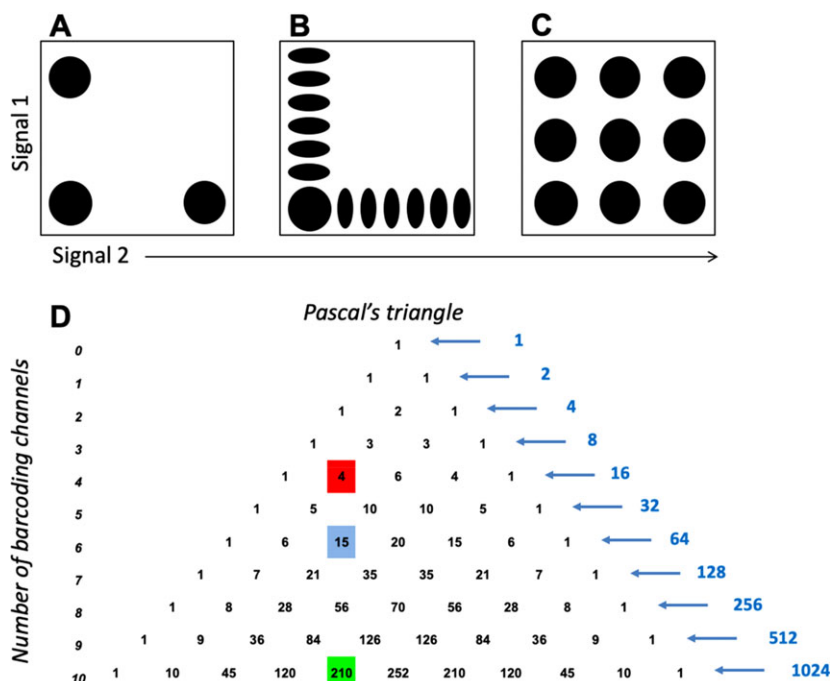 A B C
Signal 1
Signal 2
D Pascal's triangle
Number of barcoding channels
0 1 1
1 1 1 2
2 1 2 1 4
3 1 3 3 1 8
4 1 4 6 4 1 16
5 1 5 10 10 5 1 32
6 1 6 15 20 15 6 1 64
7 1 7 21 35 35 21 7 1 128
8 1 8 28 56 70 56 28 8 1 256
9 1 9 36 84 126 126 84 36 9 1 512
10 1 10 45 120 210 252 210 120 45 10 1 1024